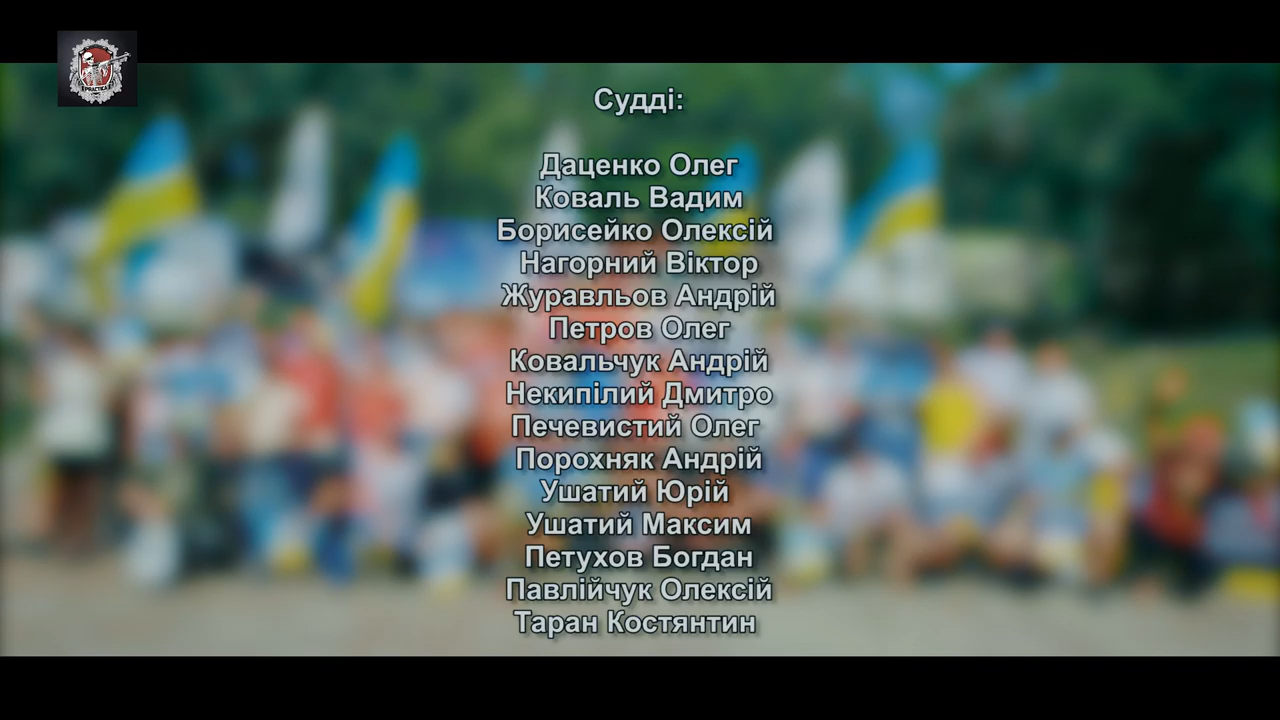 Судді:
Даценко Олег
Коваль Вадим
Борисейко Олексій
Нагорний Віктор
Журавльов Андрій
Петров Олег
Ковальчук Андрій
Некипілий Дмитро
Печевистий Олег
Порохняк Андрій
Ушатий Юрій
Ушатий Максим
Петухов Богдан
Павлійчук Олексій
Таран Костянтин